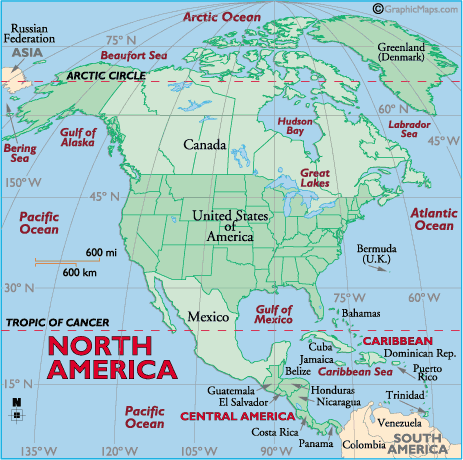 ©GraphicMaps.com
Arctic Ocean
Russian
Federation
ASIA
75° N
Beaufort Sea
Greenland
(Denmark)
ARCTIC CIRCLE
60° N
Bering
Sea
Gulf of
Alaska
Hudson
Bay
Labrador
Sea
45° W
Canada
150° W
Great
Lakes
45° N
Pacific
Ocean
United States
of
America
Atlantic
Ocean
600 mi
600 km
Bermuda
(U.K.)
30° N
75°W
60° W
Mexico
Gulf of
Mexico
Bahamas
TROPIC OF CANCER
NORTH
AMERICA
CARIBBEAN
Cuba
Jamaica
Dominican Rep.
Belize
Caribbean Sea
Puerto
Rico
15° N
Guatemala
Honduras
El Salvador
Nicaragua
Trinidad
N
Pacific
Ocean
CENTRAL AMERICA
Costa Rica
Panama
Venezuela
Colombia
SOUTH
AMERICA
135°W
120°W
105°W
90°W